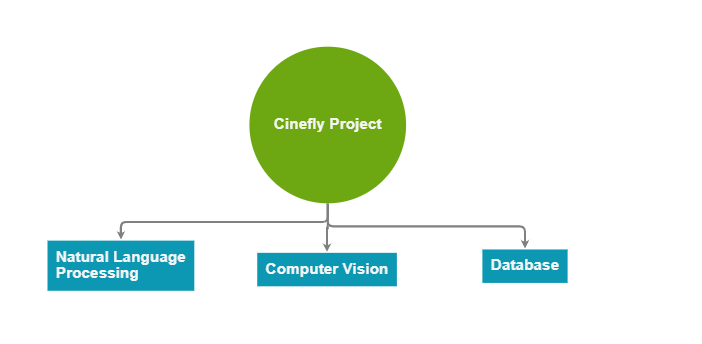 Cinefly Project
Natural Language
Processing
Computer Vision
Database